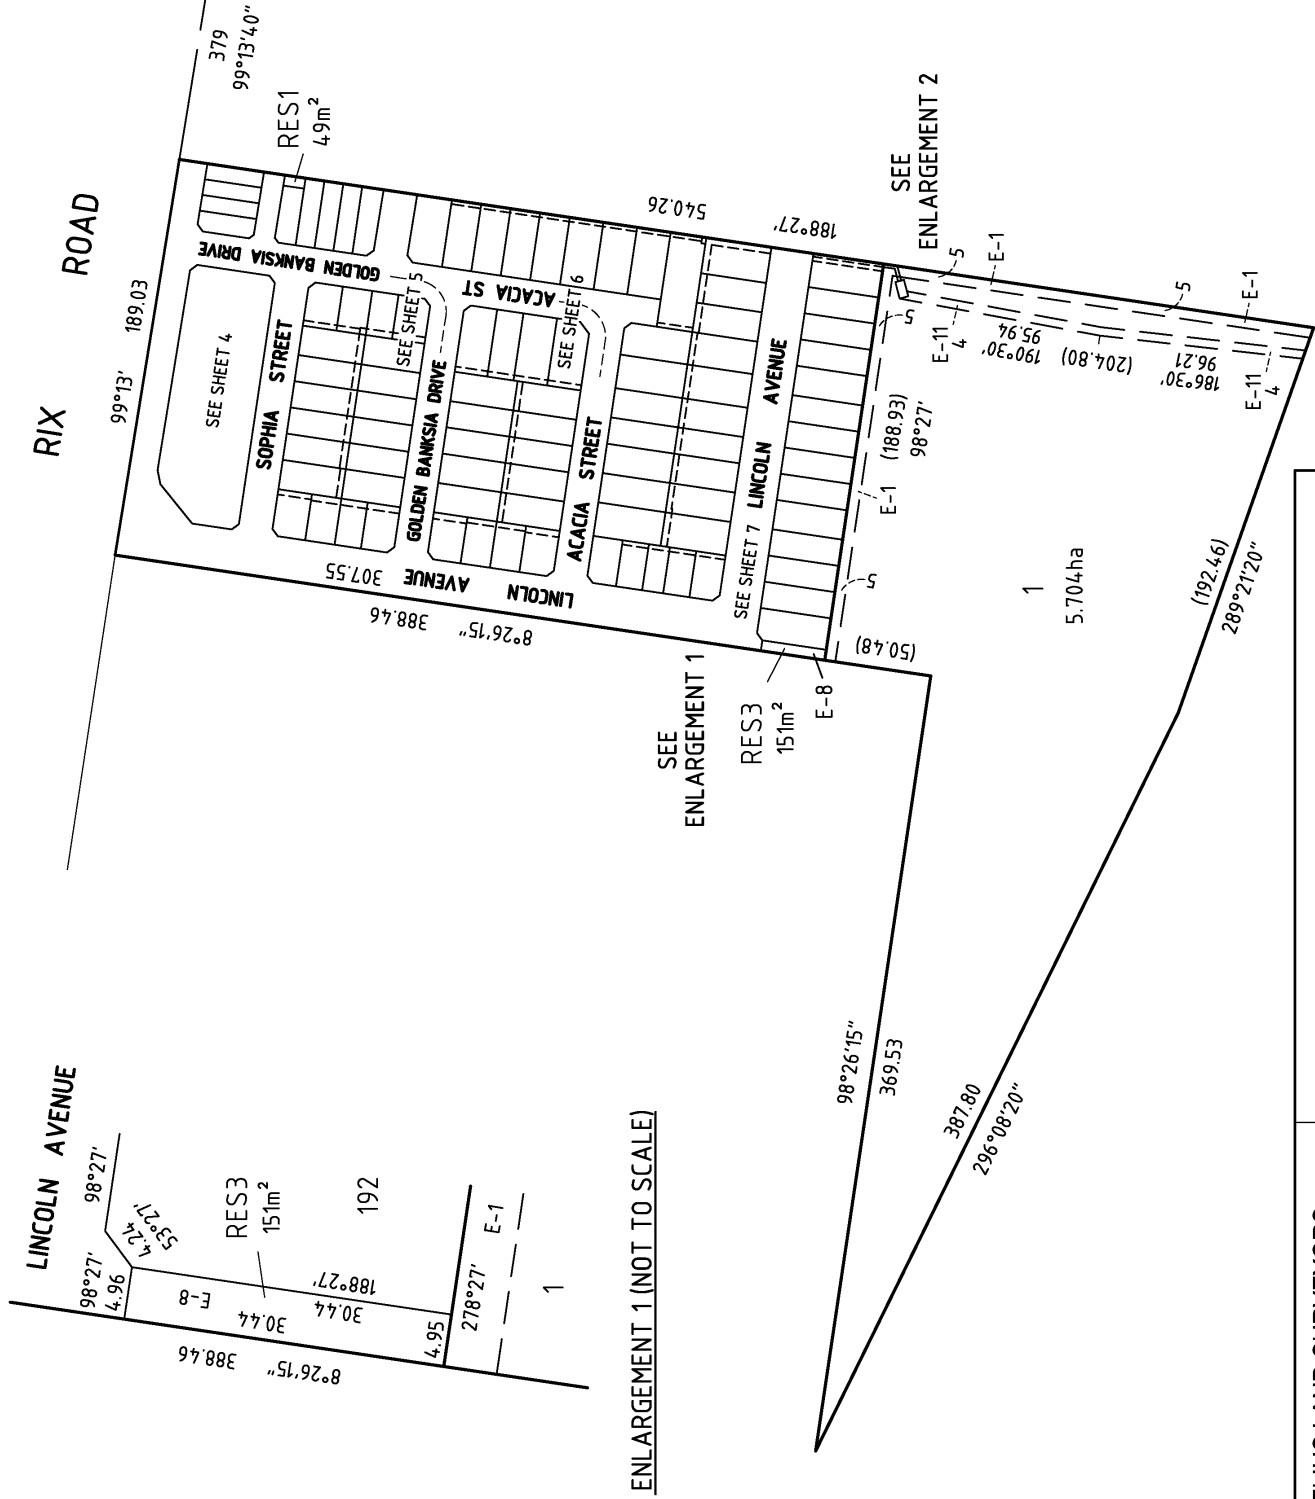 RIX ROAD
379
99°13'40"
189.03
99°13'
RES1
49m²
SEE SHEET 4
SOPHIA STREET
GOLDEN BANKSIA DRIVE
SEE SHEET 5
ACACIA ST
GOLDEN BANKSIA DRIVE
SEE SHEET 6
ACACIA STREET
LINCOLN AVENUE
307.55
388.46
8°26'15"
540.26
188°27'
SEE SHEET 7
LINCOLN AVENUE
SEE
ENLARGEMENT 1
RES3
151m²
E-8
(50.48)
5
E-1
(188.93)
98°27'
5
SEE
ENLARGEMENT 2
5
E-1
E-11
4
95.94
190°30'
(204.80)
96.21
186°30'
5
E-1
E-11
4
1
5.704ha
(192.46)
289°21'20"
98°26'15"
369.53
387.80
296°08'20"
LINCOLN AVENUE
98°27'
4.96
4.24
53°27'
98°27'
RES3
151m²
192
E-8
30.44
30.44
188°27'
388.46
8°26'15"
4.95
278°27'
E-1
1
ENLARGEMENT 1 (NOT TO SCALE)